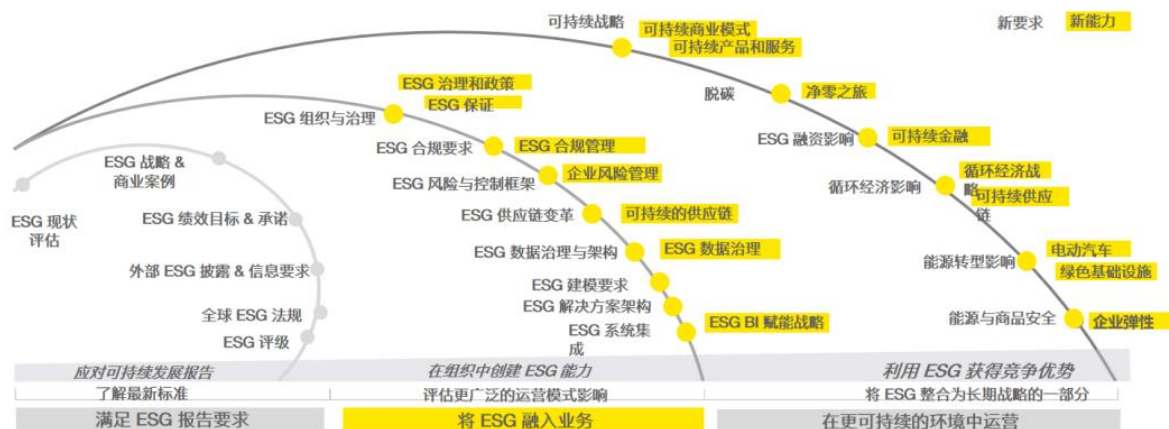 新要求
新能力
可持续战略
可持续商业模式
可持续产品和服务
脱碳
净零之旅
ESG 融资影响
可持续金融
循环经济影响
循环经济战
略
可持续供应
链
能源转型影响
电动汽车
绿色基础设施
能源与商品安全
企业弹性
ESG 治理和政策
ESG 保证
ESG 组织与治理
ESG 合规要求
ESG 合规管理
ESG 风险与控制框架
企业风险管理
ESG 供应链变革
可持续的供应链
ESG 数据治理与架构
ESG 数据治理
ESG 建模要求
ESG 解决方案架构
ESG 系统集
成
ESG BI 赋能战略
ESG 战略 &
商业案例
ESG 现状
评估
ESG 绩效目标 & 承诺
外部 ESG 披露 & 信息要求
全球 ESG 法规
ESG 评级
应对可持续发展报告
在组织中创建 ESG 能力
利用 ESG 获得竞争优势
了解最新标准
评估更广泛的运营模式影响
将 ESG 整合为长期战略的一部分
满足 ESG 报告要求
将 ESG 融入业务
在更可持续的环境中运营